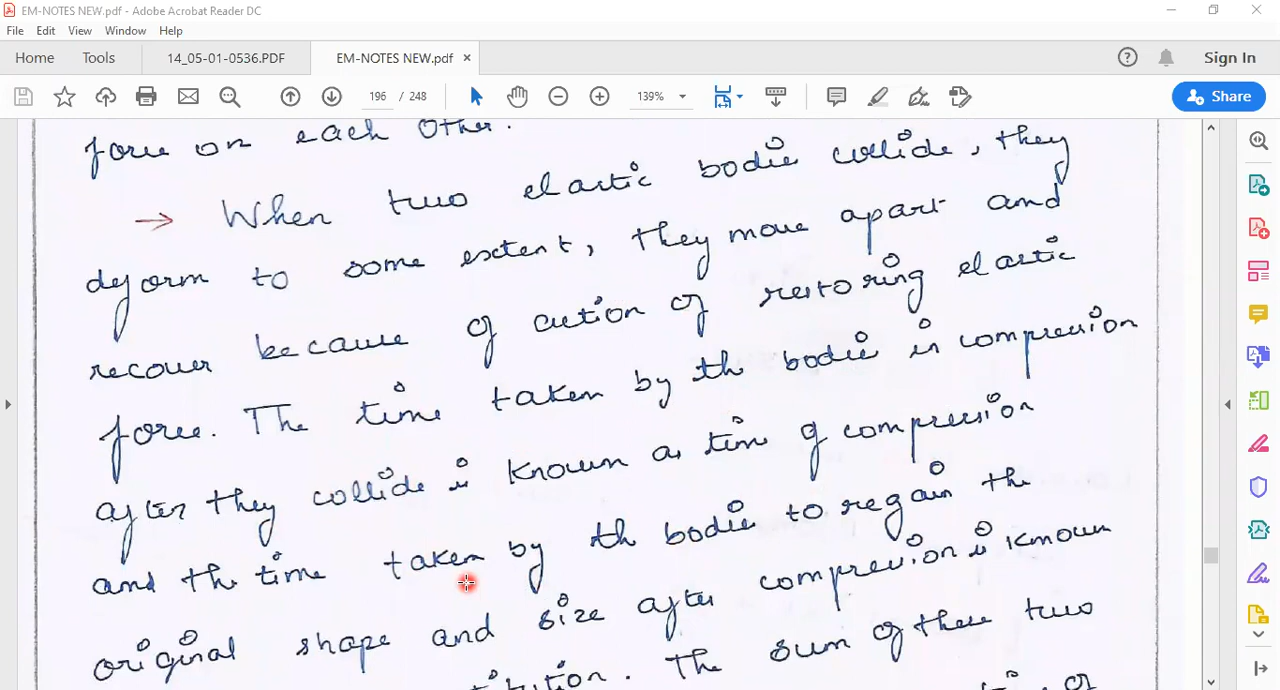 EM-NOTES NEW.pdf - Adobe Acrobat Reader DC
File Edit View Window Help
Home Tools 14_05-01-0536.PDF EM-NOTES NEW.pdf × Sign In
196 / 248 139% Share
force on each other.
→ When two elastic bodies collide, they
deform to some extent, they move apart and
recover because of action of restoring elastic
force. The time taken by th bodies in compression
after they collide is known as time of compression
and the time taken by th bodies to regain the
original shape and size after compression is known
The sum of these two
of